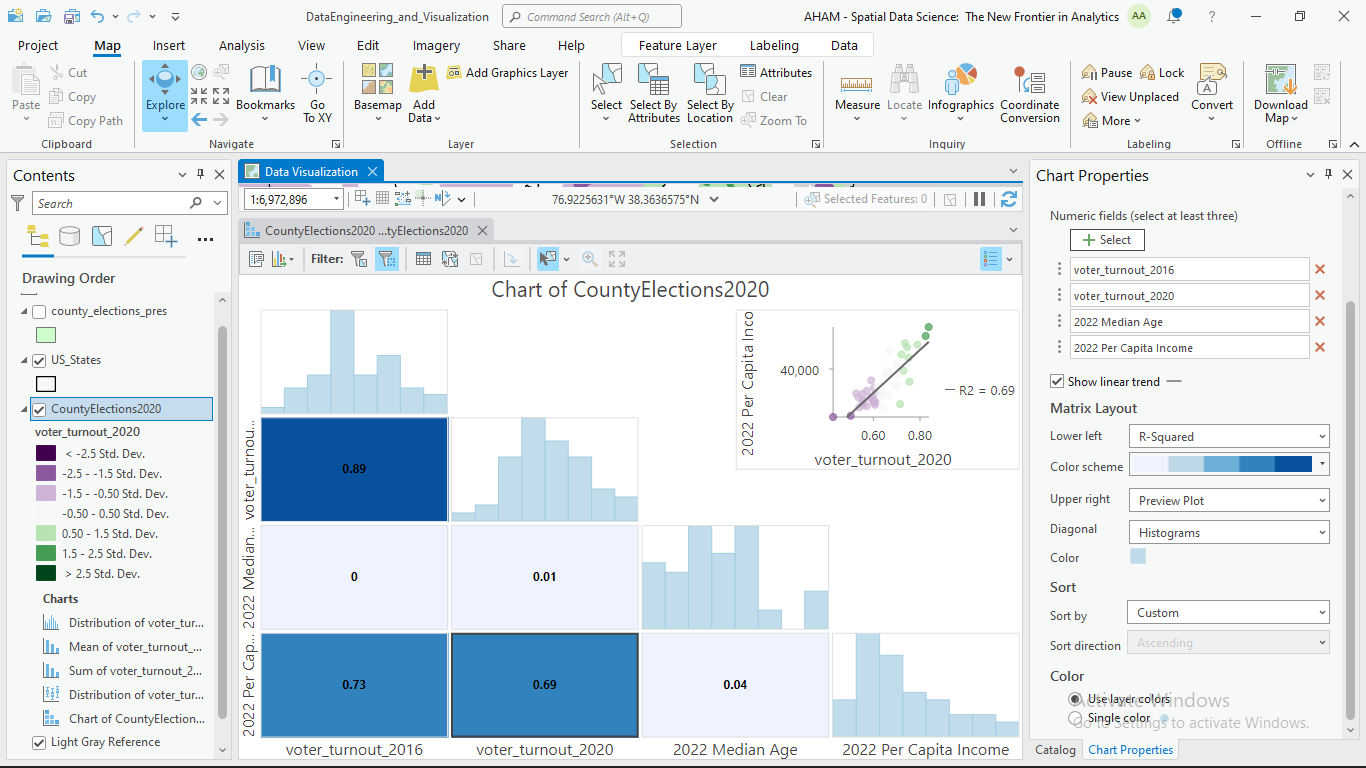 DataEngineering_and_Visualization
Command Search (Alt+Q)
AHAM - Spatial Data Science: The New Frontier in Analytics
AA
?
Project
Map
Insert
Analysis
View
Edit
Imagery
Share
Help
Feature Layer
Labeling
Data
Paste
Cut
Copy
Copy Path
Clipboard
Explore
Bookmarks
Go
To XY
Navigate
Basemap
Add
Data
Add Graphics Layer
Layer
Select
Select By
Attributes
Select By
Location
Attributes
Clear
Zoom To
Selection
Measure
Locate
Infographics
Coordinate
Conversion
Inquiry
Pause
Lock
View Unplaced
More
Convert
Labeling
Download
Map
Offline
Contents
Search
Drawing Order
county_elections_pres
US_States
CountyElections2020
voter_turnout_2020
< -2.5 Std. Dev.
-2.5 - -1.5 Std. Dev.
-1.5 - -0.50 Std. Dev.
-0.50 - 0.50 Std. Dev.
0.50 - 1.5 Std. Dev.
1.5 - 2.5 Std. Dev.
> 2.5 Std. Dev.
Charts
Distribution of voter_tur...
Mean of voter_turnout_...
Sum of voter_turnout_2...
Distribution of voter_tur...
Chart of CountyElection...
Light Gray Reference
Data Visualization
1:6,972,896
76.9225631°W 38.3636575°N
Selected Features: 0
CountyElections2020 ...tyElections2020
Filter:
Chart of CountyElections2020
2022 Per Capita Inco
40,000
R2 = 0.69
0.60
0.80
voter_turnout_2020
voter_turnou...
0.89
2022 Median...
0
0.01
2022 Per Cap...
0.73
0.69
0.04
voter_turnout_2016
voter_turnout_2020
2022 Median Age
2022 Per Capita Income
Chart Properties
Numeric fields (select at least three)
Select
voter_turnout_2016
voter_turnout_2020
2022 Median Age
2022 Per Capita Income
Show linear trend
Matrix Layout
Lower left
R-Squared
Color scheme
Upper right
Preview Plot
Diagonal
Histograms
Color
Sort
Sort by
Custom
Sort direction
Ascending
Color
Use layer colors
Single color
Activate Windows
Go to Settings to activate Windows.
Catalog
Chart Properties